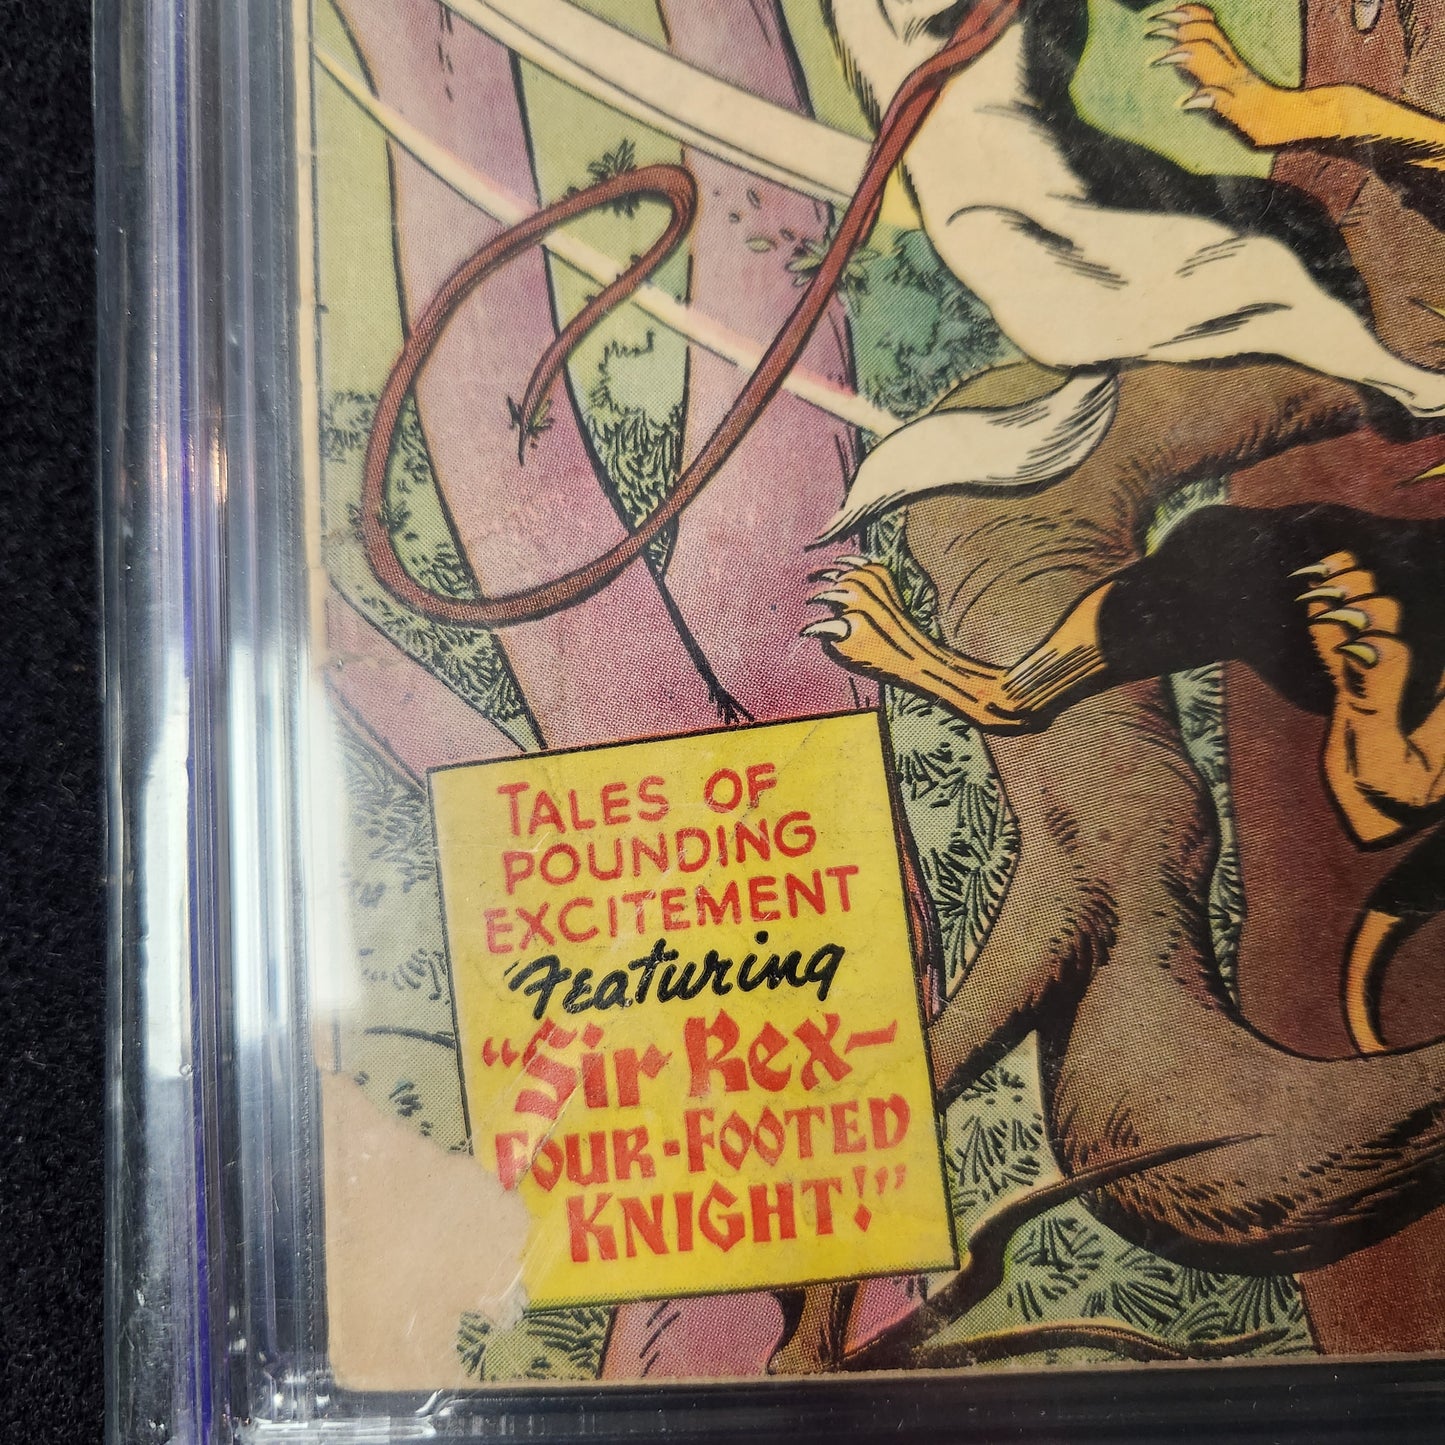 TALES OF
POUNDING
EXCITEMENT
Featuring
"Sir Rex-
FOUR-FOOTED
KNIGHT!"